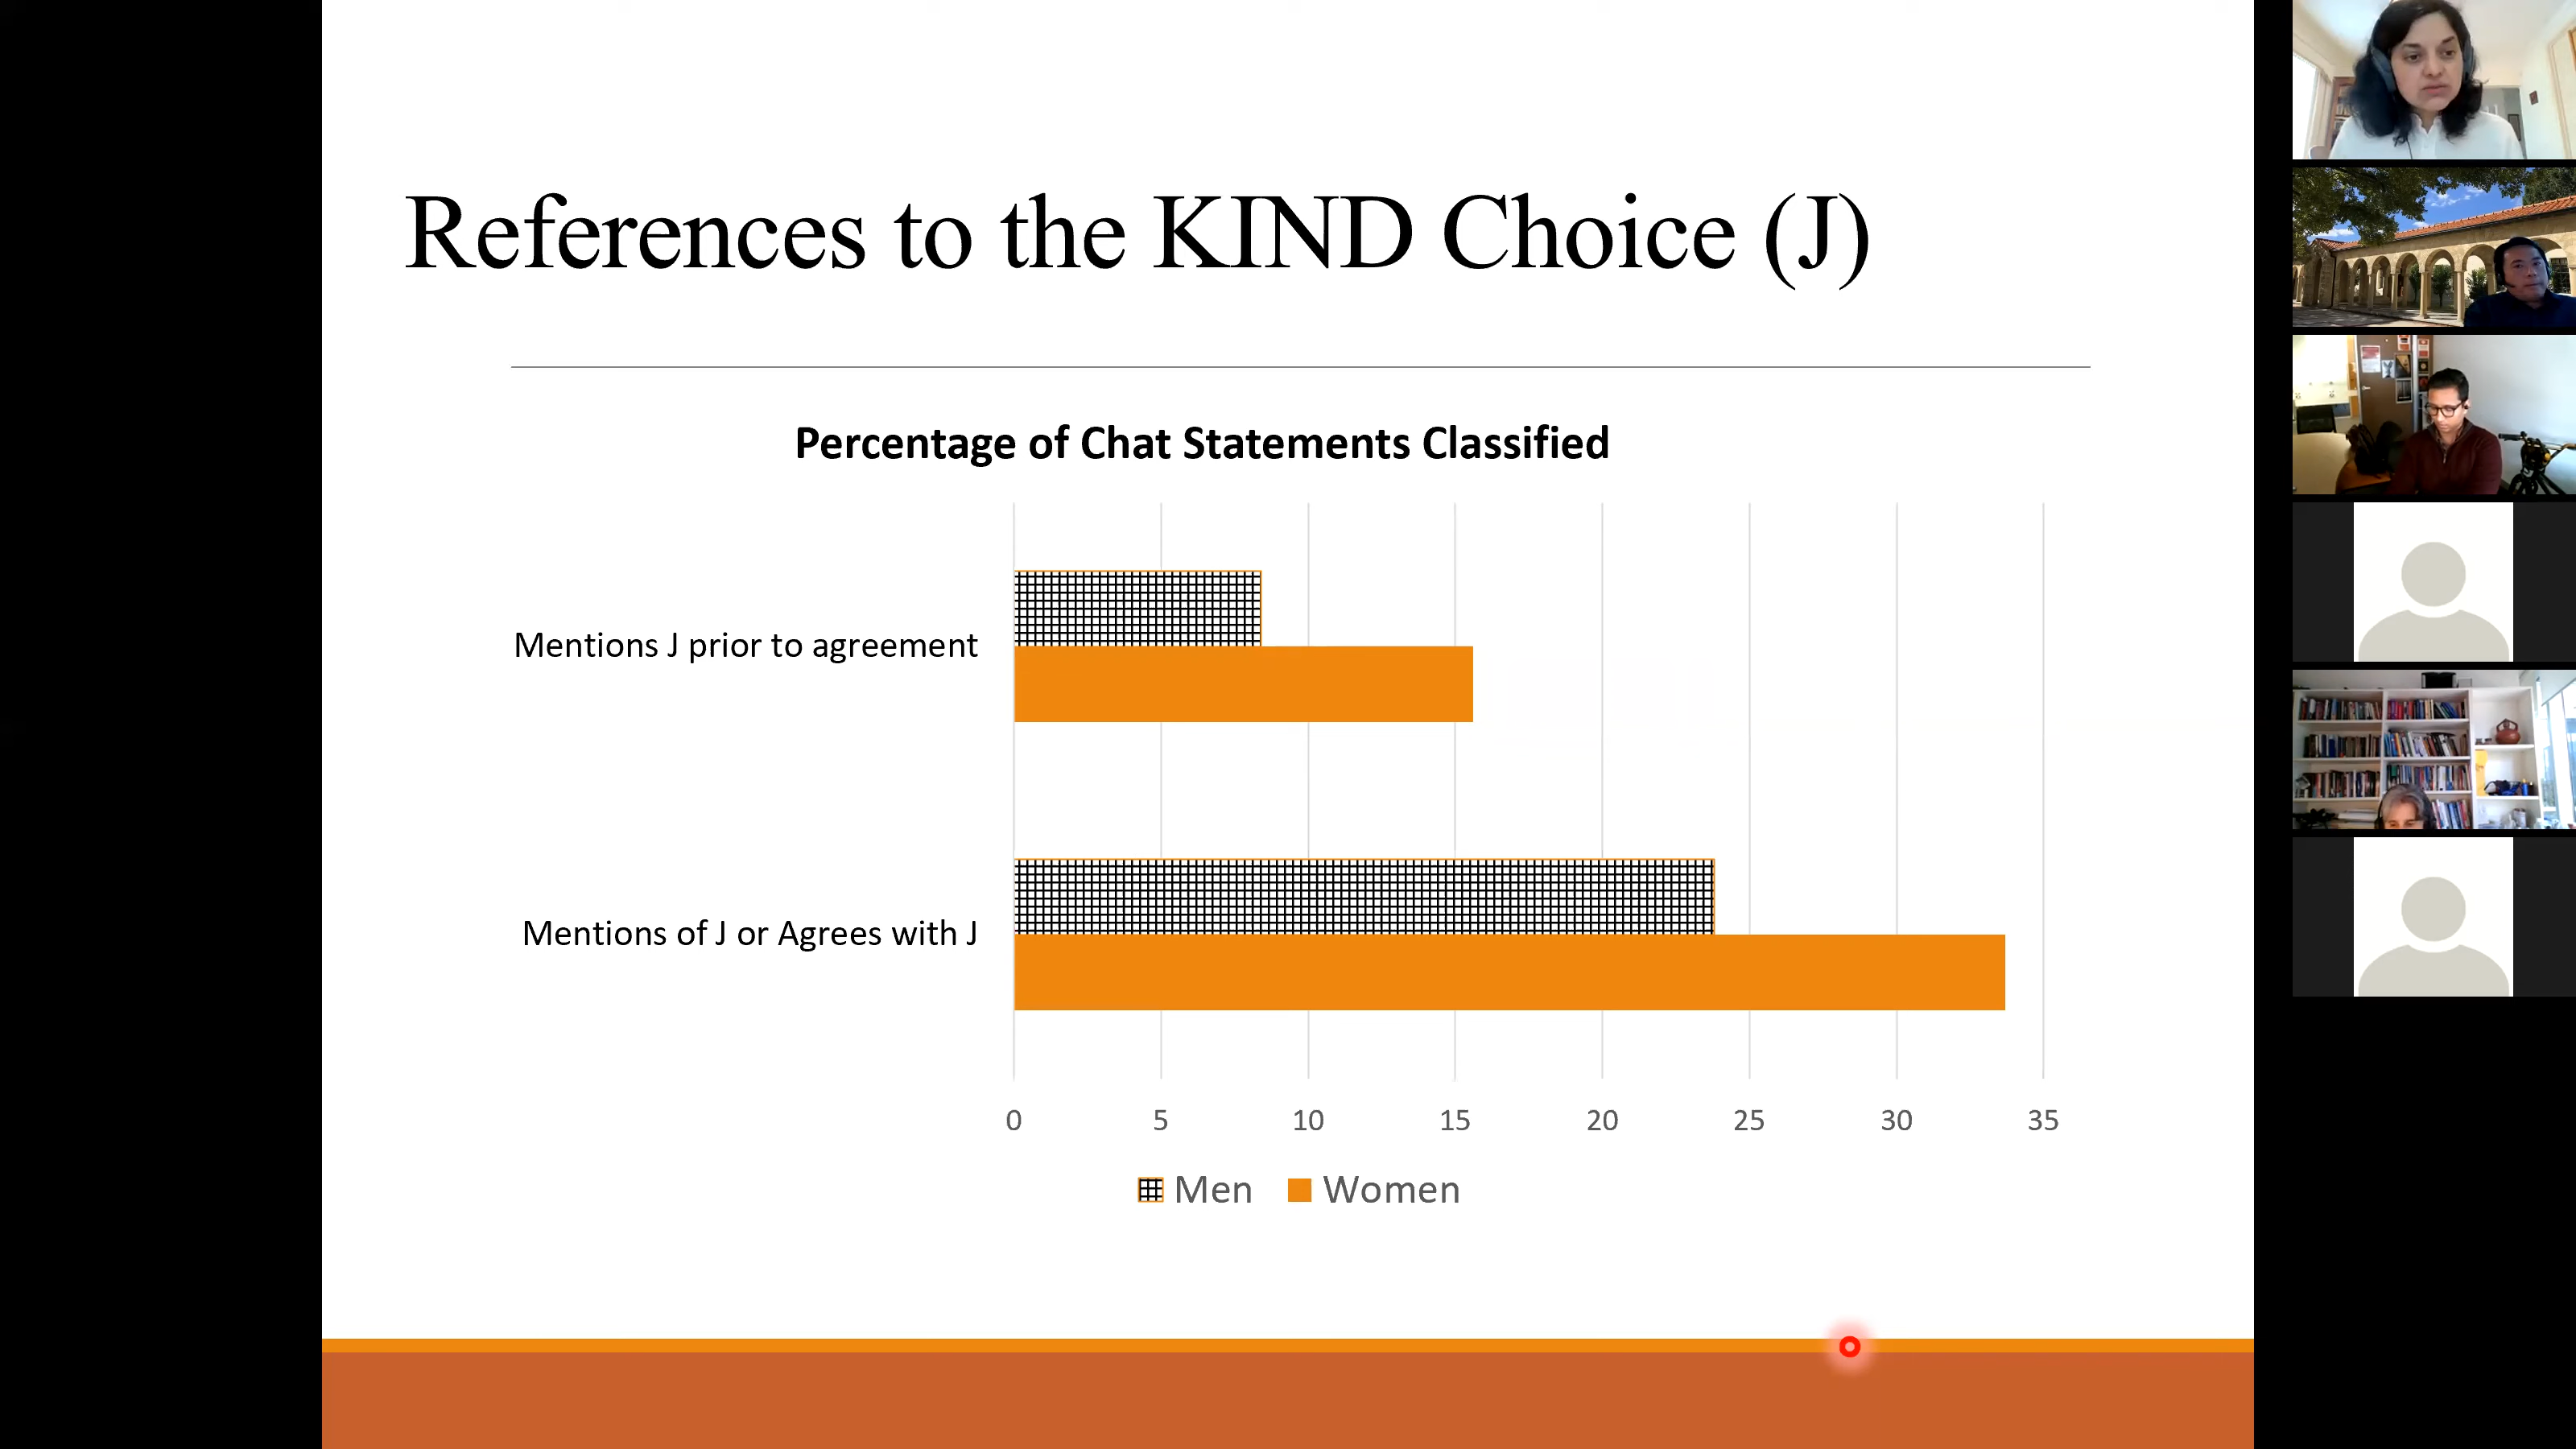 References to the KIND Choice (J)
Percentage of Chat Statements Classified
Mentions J prior to agreement
Mentions of J or Agrees with J
0 5 10 15 20 25 30 35
Men Women